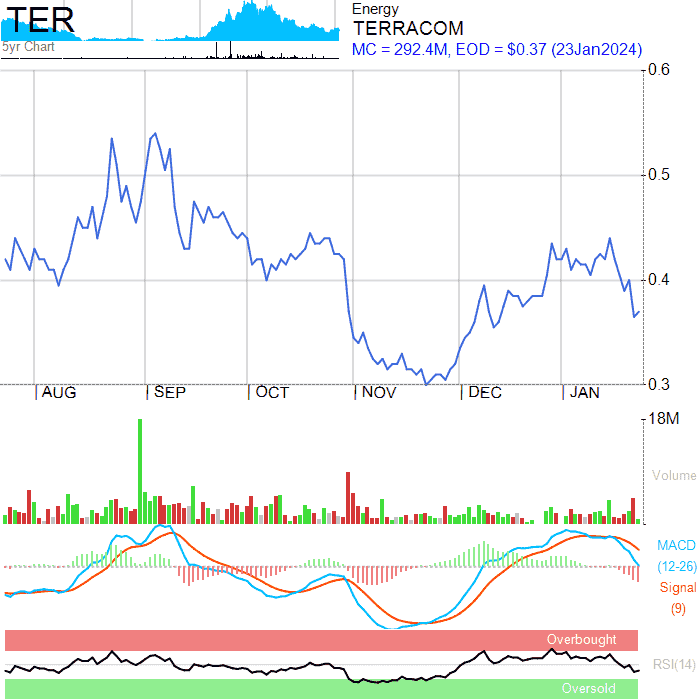 TER
5yr Chart
Energy
TERRACOM
MC = 292.4M, EOD = $0.37 (23Jan2024)
0.6
0.5
0.4
0.3
AUG SEP OCT NOV DEC JAN
18M
Volume
MACD
(12-26)
Signal
(9)
Overbought
RSI(14)
Oversold